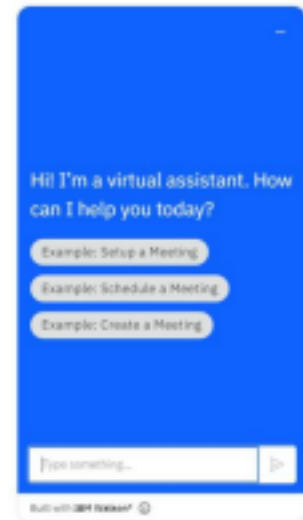 Hi! I'm a virtual assistant. How
can I help you today?
Example: Setup a Meeting
Example: Schedule a Meeting
Example: Create a Meeting
Type something...
Built with IBM Watson®